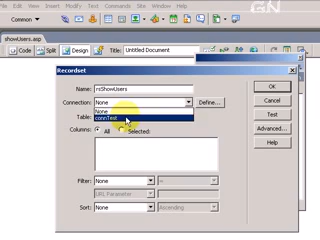 File Edit View Insert Modify Text Commands Site Window Help
GN
Common
showUsers.asp
Code Split Design Title: Untitled Document
Recordset
Name: rsShowUsers OK
Connection: None Define... Cancel
None
Table: connTest Test
Columns: All Selected: Advanced...
Help
Filter: None =
URL Parameter
Sort: None Ascending